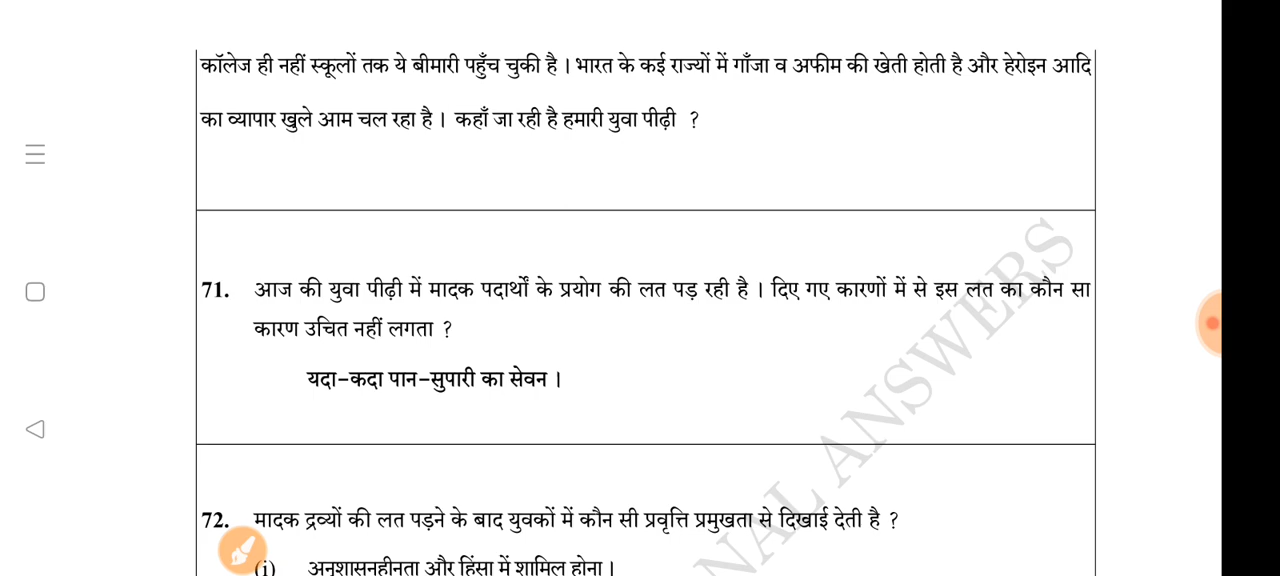 कॉलेज ही नहीं स्कूलों तक ये बीमारी पहुँच चुकी है । भारत के कई राज्यों में गाँजा व अफीम की खेती होती है और हेरोइन आदि
का व्यापार खुले आम चल रहा है । कहाँ जा रही है हमारी युवा पीढ़ी ?
71. आज की युवा पीढ़ी में मादक पदार्थों के प्रयोग की लत पड़ रही है । दिए गए कारणों में से इस लत का कौन सा
कारण उचित नहीं लगता ?
यदा-कदा पान-सुपारी का सेवन ।
72. मादक द्रव्यों की लत पड़ने के बाद युवकों में कौन सी प्रवृत्ति प्रमुखता से दिखाई देती है ?
(i) अनुशासनहीनता और हिंसा में शामिल होना ।
NAL ANSWERS